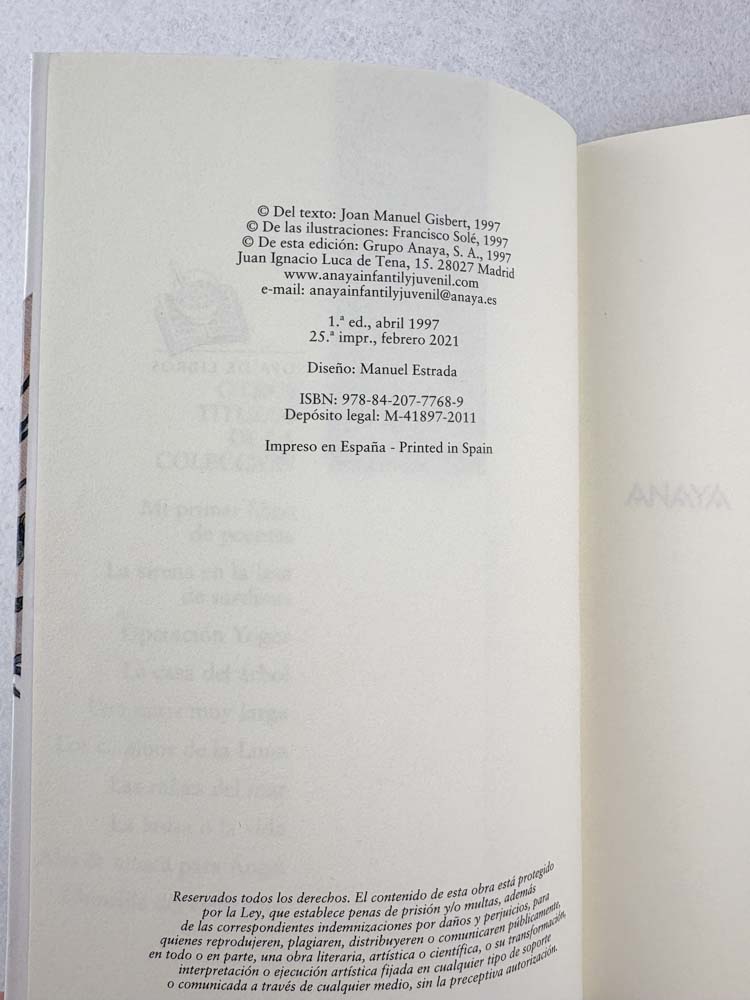 © Del texto: Joan Manuel Gisbert, 1997
© De las ilustraciones: Francisco Solé, 1997
© De esta edición: Grupo Anaya, S. A., 1997
Juan Ignacio Luca de Tena, 15. 28027 Madrid
www.anayainfantilyjuvenil.com
e-mail: anayainfantilyjuvenil@anaya.es
1.ª ed., abril 1997
25.ª impr., febrero 2021
Diseño: Manuel Estrada
ISBN: 978-84-207-7768-9
Depósito legal: M-41897-2011
Impreso en España - Printed in Spain
Reservados todos los derechos. El contenido de esta obra está protegido
por la Ley, que establece penas de prisión y/o multas, además
de las correspondientes indemnizaciones por daños y perjuicios, para
quienes reprodujeren, plagiaren, distribuyeren o comunicaren públicamente,
en todo o en parte, una obra literaria, artística o científica, o su transformación,
interpretación o ejecución artística fijada en cualquier tipo de soporte
o comunicada a través de cualquier medio, sin la preceptiva autorización.
La casa del árbol
ANAYA